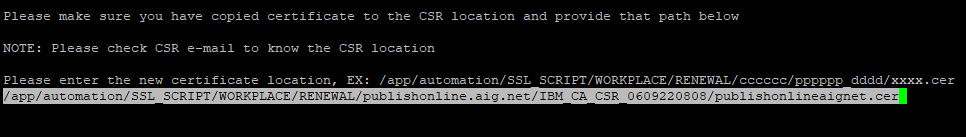 Please make sure you have copied certificate to the CSR location and provide that path below
NOTE: Please check CSR e-mail to know the CSR location
Please enter the new certificate location, EX: /app/automation/SSL_SCRIPT/WORKPLACE/RENEWAL/cccccc/pppppp_dddd/xxxx.cer
/app/automation/SSL_SCRIPT/WORKPLACE/RENEWAL/publishonline.aig.net/IBM_CA_CSR_0609220808/publishonlineaignet.cer